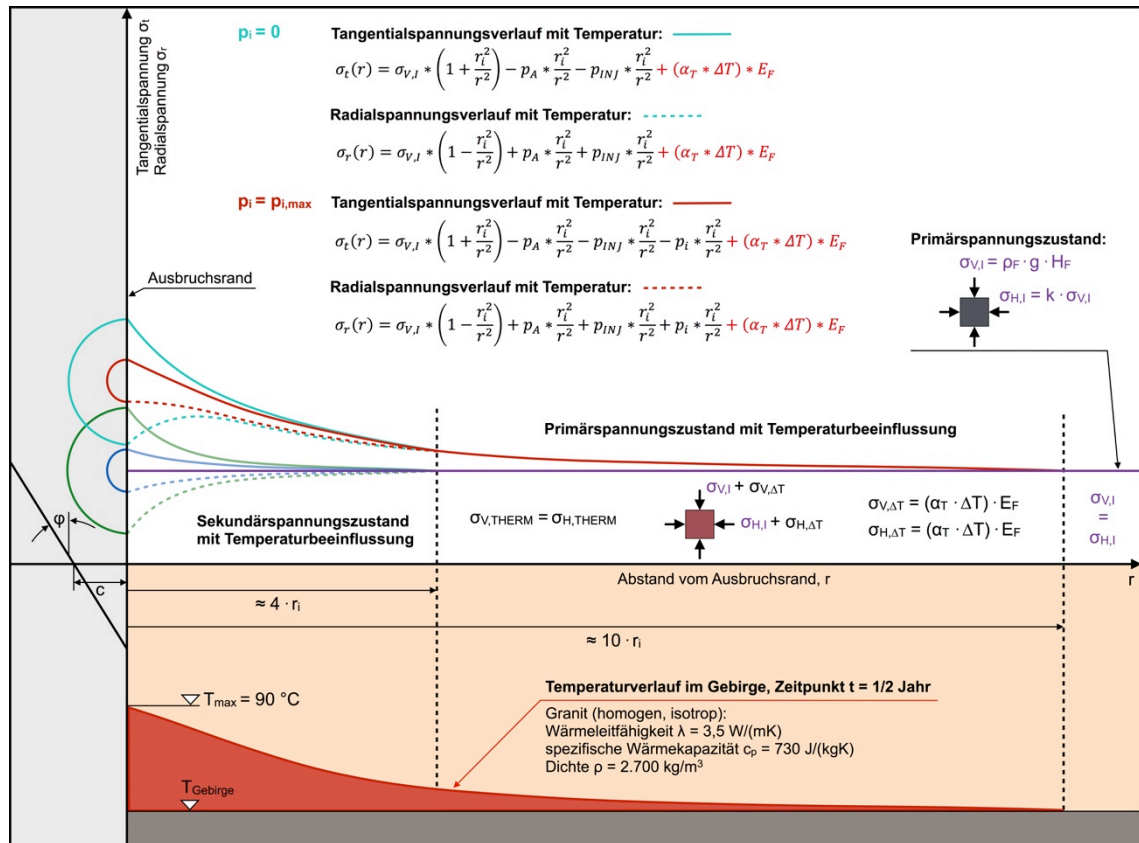 Tangentialspannung σt
Radialspannung σr
pi = 0
Tangentialspannungsverlauf mit Temperatur:
σt(r) = σV,I * (1 + ri²/r²) − pA * ri²/r² − pINJ * ri²/r² + (αT * ΔT) * EF
Radialspannungsverlauf mit Temperatur:
σr(r) = σV,I * (1 − ri²/r²) + pA * ri²/r² + pINJ * ri²/r² + (αT * ΔT) * EF
pi = pi,max
Tangentialspannungsverlauf mit Temperatur:
σt(r) = σV,I * (1 + ri²/r²) − pA * ri²/r² − pINJ * ri²/r² − pi * ri²/r² + (αT * ΔT) * EF
Radialspannungsverlauf mit Temperatur:
σr(r) = σV,I * (1 − ri²/r²) + pA * ri²/r² + pINJ * ri²/r² + pi * ri²/r² + (αT * ΔT) * EF
Primärspannungszustand:
σV,I = ρF · g · HF
σH,I = k · σV,I
Ausbruchsrand
Primärspannungszustand mit Temperaturbeeinflussung
σV,I + σV,ΔT
σV,THERM = σH,THERM
σH,I + σH,ΔT
σV,ΔT = (αT · ΔT) · EF
σH,ΔT = (αT · ΔT) · EF
σV,I
=
σH,I
Sekundärspannungszustand
mit Temperaturbeeinflussung
φ
c
Abstand vom Ausbruchsrand, r
r
≈ 4 · ri
≈ 10 · ri
Tmax = 90 °C
TGebirge
Temperaturverlauf im Gebirge, Zeitpunkt t = 1/2 Jahr
Granit (homogen, isotrop):
Wärmeleitfähigkeit λ = 3,5 W/(mK)
spezifische Wärmekapazität cp = 730 J/(kgK)
Dichte ρ = 2.700 kg/m³